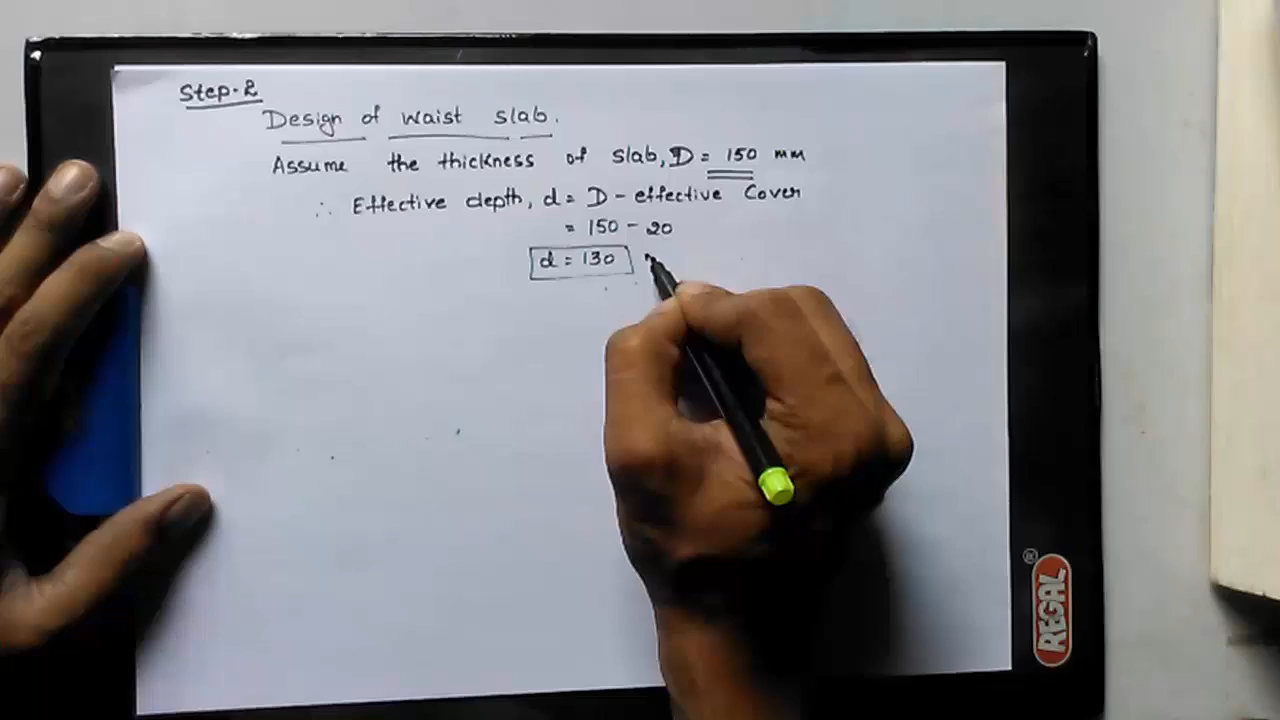 Step-2
Design of waist slab.
Assume the thickness of slab, D = 150 mm
∴ Effective depth, d = D - effective Cover
= 150 - 20
d = 130
REGAL